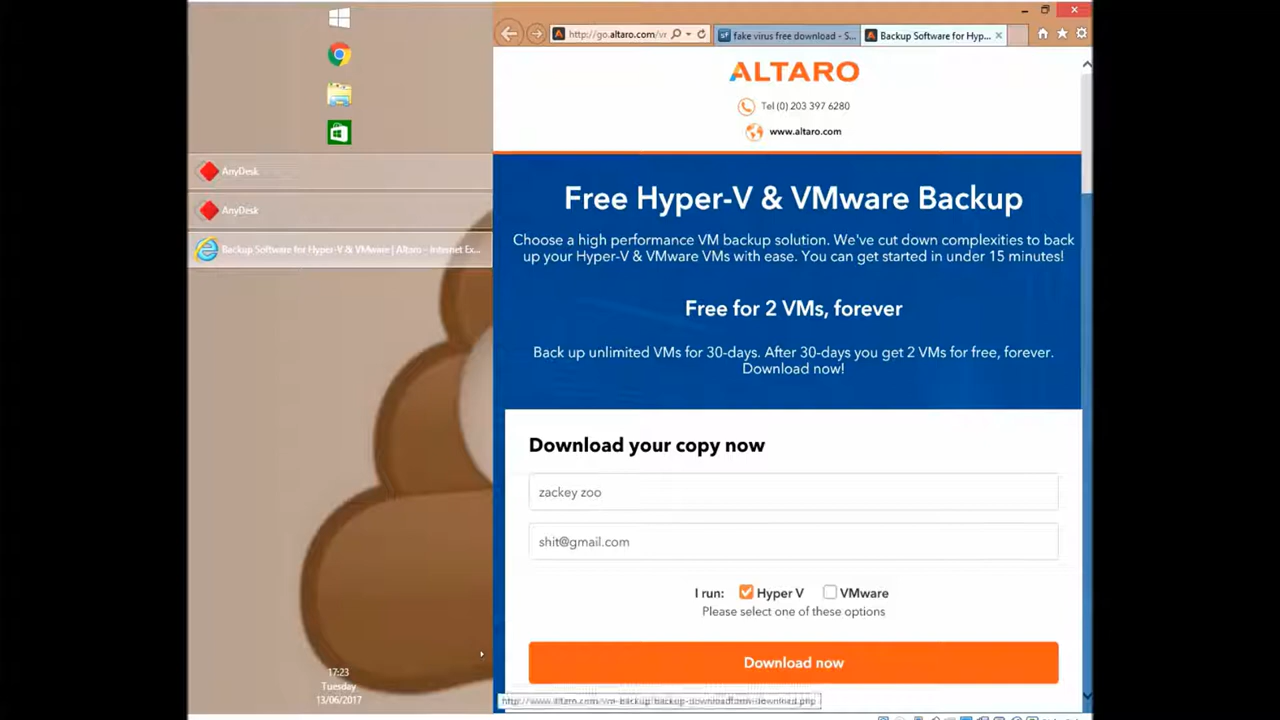 http://go.altaro.com/vr
fake virus free download - S...
Backup Software for Hyp...
AnyDesk
AnyDesk
Backup Software for Hyper-V & VMware | Altaro - Internet Ex...
ALTARO
Tel (0) 203 397 6280
www.altaro.com
Free Hyper-V & VMware Backup
Choose a high performance VM backup solution. We've cut down complexities to back
up your Hyper-V & VMware VMs with ease. You can get started in under 15 minutes!
Free for 2 VMs, forever
Back up unlimited VMs for 30-days. After 30-days you get 2 VMs for free, forever.
Download now!
Download your copy now
zackey zoo
shit@gmail.com
I run: Hyper V VMware
Please select one of these options
Download now
17:23
Tuesday
13/06/2017